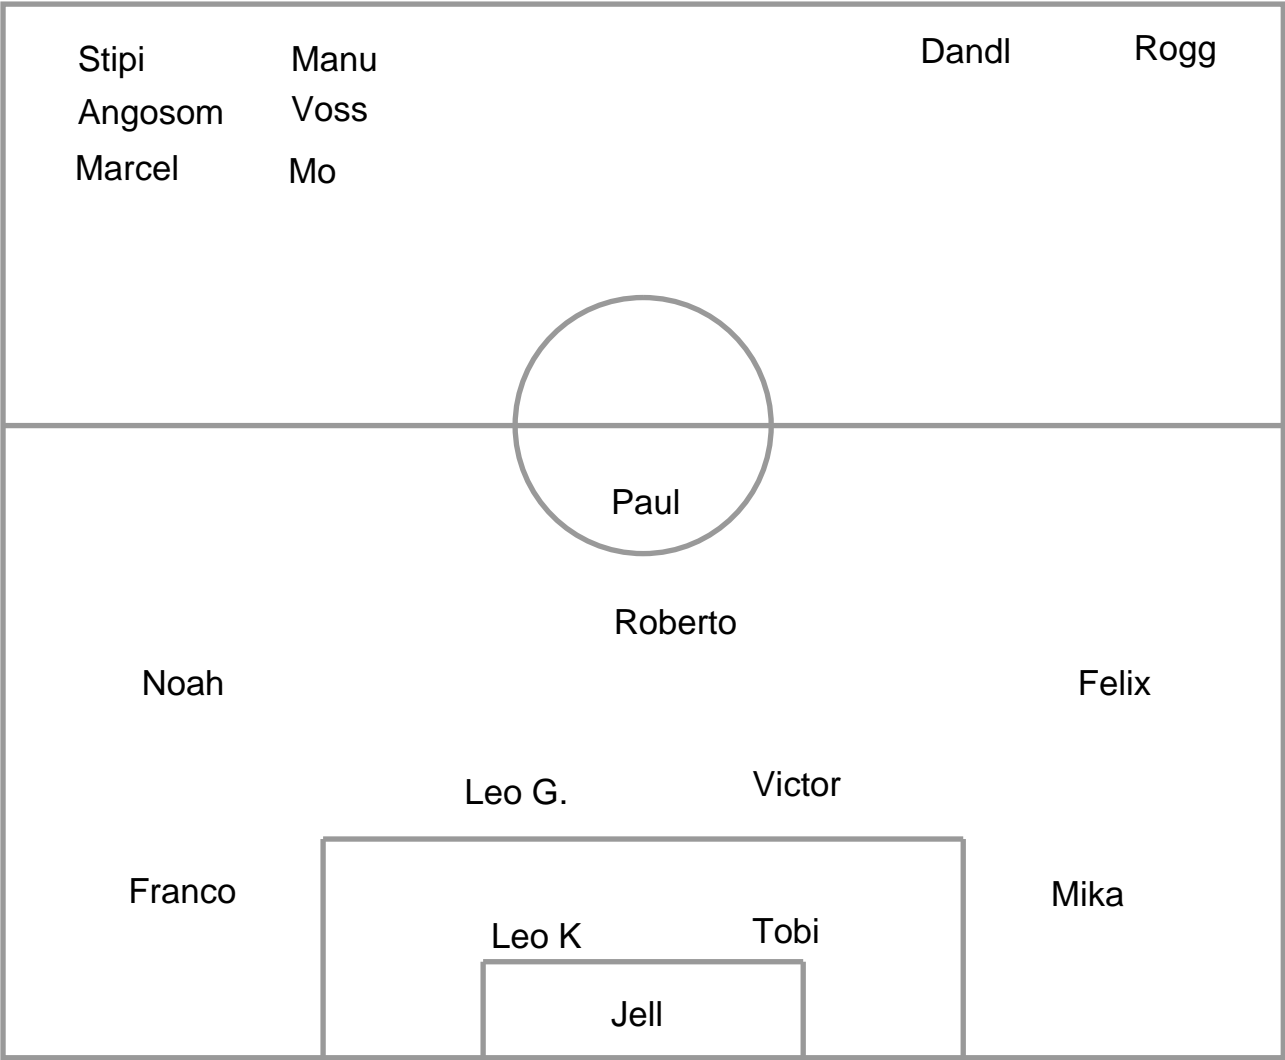 Stipi Manu Dandl Rogg
Angosom Voss
Marcel Mo
Paul
Roberto
Noah Felix
Leo G. Victor
Franco Mika
Leo K Tobi
Jell